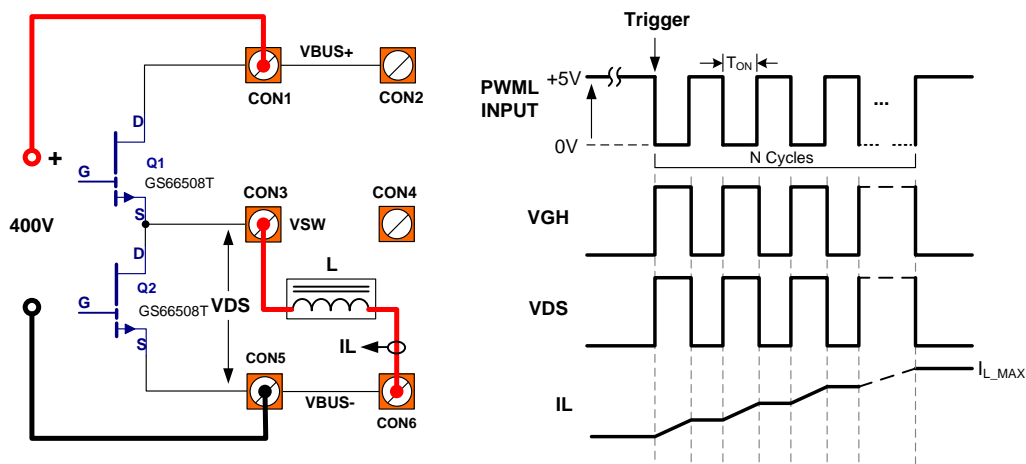 VBUS+
CON1
CON2
D
G
Q1
GS66508T
S
+
400V
CON3
VSW
CON4
D
G
Q2
GS66508T
S
VDS
L
IL
CON5
VBUS-
CON6
Trigger
TON
+5V
PWML
INPUT
0V
...
N Cycles
VGH
VDS
IL
IL_MAX